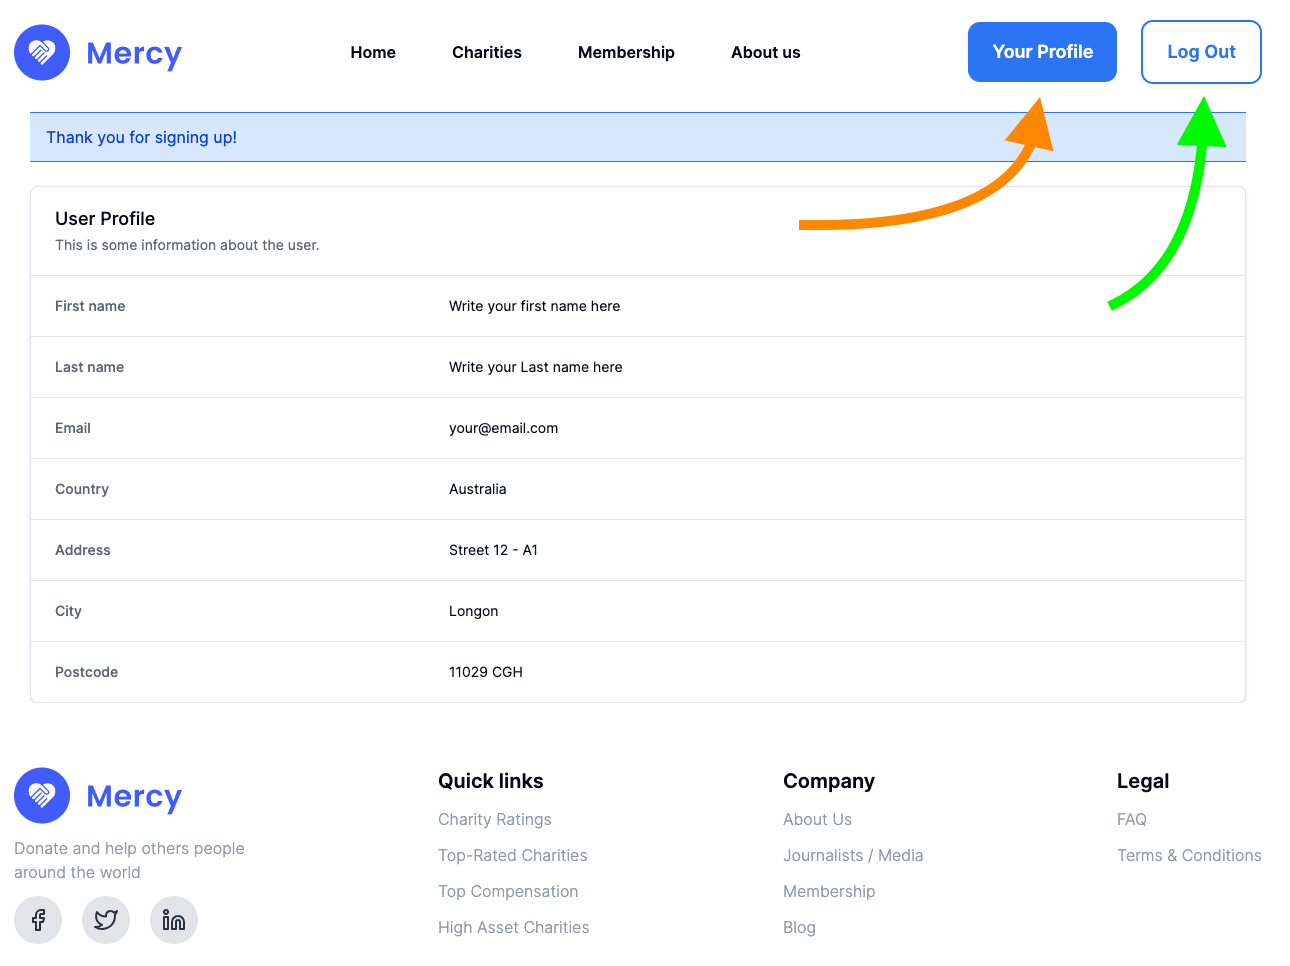 Mercy
Home
Charities
Membership
About us
Your Profile
Log Out
Thank you for signing up!
User Profile
This is some information about the user.
First name
Write your first name here
Last name
Write your Last name here
Email
your@email.com
Country
Australia
Address
Street 12 - A1
City
Longon
Postcode
11029 CGH
Mercy
Donate and help others people
around the world
Quick links
Charity Ratings
Top-Rated Charities
Top Compensation
High Asset Charities
Company
About Us
Journalists / Media
Membership
Blog
Legal
FAQ
Terms & Conditions